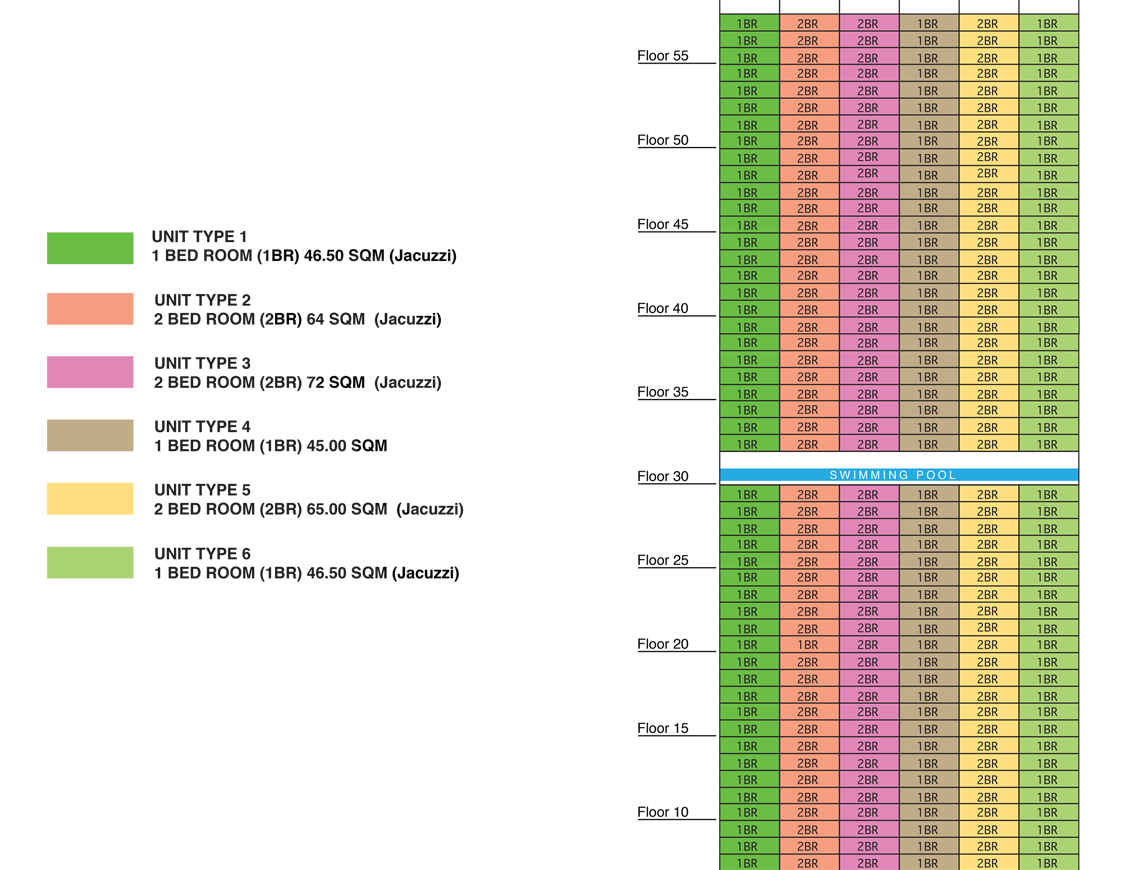 UNIT TYPE 1
1 BED ROOM (1BR) 46.50 SQM (Jacuzzi)
UNIT TYPE 2
2 BED ROOM (2BR) 64 SQM (Jacuzzi)
UNIT TYPE 3
2 BED ROOM (2BR) 72 SQM (Jacuzzi)
UNIT TYPE 4
1 BED ROOM (1BR) 45.00 SQM
UNIT TYPE 5
2 BED ROOM (2BR) 65.00 SQM (Jacuzzi)
UNIT TYPE 6
1 BED ROOM (1BR) 46.50 SQM (Jacuzzi)
1BR 2BR 2BR 1BR 2BR 1BR
1BR 2BR 2BR 1BR 2BR 1BR
Floor 55 1BR 2BR 2BR 1BR 2BR 1BR
1BR 2BR 2BR 1BR 2BR 1BR
1BR 2BR 2BR 1BR 2BR 1BR
1BR 2BR 2BR 1BR 2BR 1BR
1BR 2BR 2BR 1BR 2BR 1BR
Floor 50 1BR 2BR 2BR 1BR 2BR 1BR
1BR 2BR 2BR 1BR 2BR 1BR
1BR 2BR 2BR 1BR 2BR 1BR
1BR 2BR 2BR 1BR 2BR 1BR
1BR 2BR 2BR 1BR 2BR 1BR
Floor 45 1BR 2BR 2BR 1BR 2BR 1BR
1BR 2BR 2BR 1BR 2BR 1BR
1BR 2BR 2BR 1BR 2BR 1BR
1BR 2BR 2BR 1BR 2BR 1BR
1BR 2BR 2BR 1BR 2BR 1BR
Floor 40 1BR 2BR 2BR 1BR 2BR 1BR
1BR 2BR 2BR 1BR 2BR 1BR
1BR 2BR 2BR 1BR 2BR 1BR
1BR 2BR 2BR 1BR 2BR 1BR
1BR 2BR 2BR 1BR 2BR 1BR
Floor 35 1BR 2BR 2BR 1BR 2BR 1BR
1BR 2BR 2BR 1BR 2BR 1BR
1BR 2BR 2BR 1BR 2BR 1BR
1BR 2BR 2BR 1BR 2BR 1BR
Floor 30 SWIMMING POOL
1BR 2BR 2BR 1BR 2BR 1BR
1BR 2BR 2BR 1BR 2BR 1BR
1BR 2BR 2BR 1BR 2BR 1BR
1BR 2BR 2BR 1BR 2BR 1BR
Floor 25 1BR 2BR 2BR 1BR 2BR 1BR
1BR 2BR 2BR 1BR 2BR 1BR
1BR 2BR 2BR 1BR 2BR 1BR
1BR 2BR 2BR 1BR 2BR 1BR
1BR 2BR 2BR 1BR 2BR 1BR
Floor 20 1BR 1BR 2BR 1BR 2BR 1BR
1BR 2BR 2BR 1BR 2BR 1BR
1BR 2BR 2BR 1BR 2BR 1BR
1BR 2BR 2BR 1BR 2BR 1BR
1BR 2BR 2BR 1BR 2BR 1BR
Floor 15 1BR 2BR 2BR 1BR 2BR 1BR
1BR 2BR 2BR 1BR 2BR 1BR
1BR 2BR 2BR 1BR 2BR 1BR
1BR 2BR 2BR 1BR 2BR 1BR
1BR 2BR 2BR 1BR 2BR 1BR
Floor 10 1BR 2BR 2BR 1BR 2BR 1BR
1BR 2BR 2BR 1BR 2BR 1BR
1BR 2BR 2BR 1BR 2BR 1BR
1BR 2BR 2BR 1BR 2BR 1BR